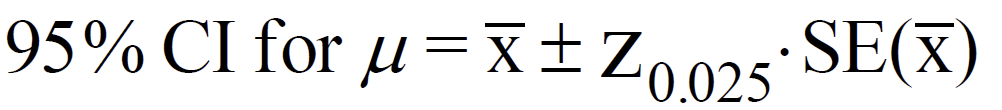 95% CI for μ = x̅ ± z₀.₀₂₅ · SE(x̅)